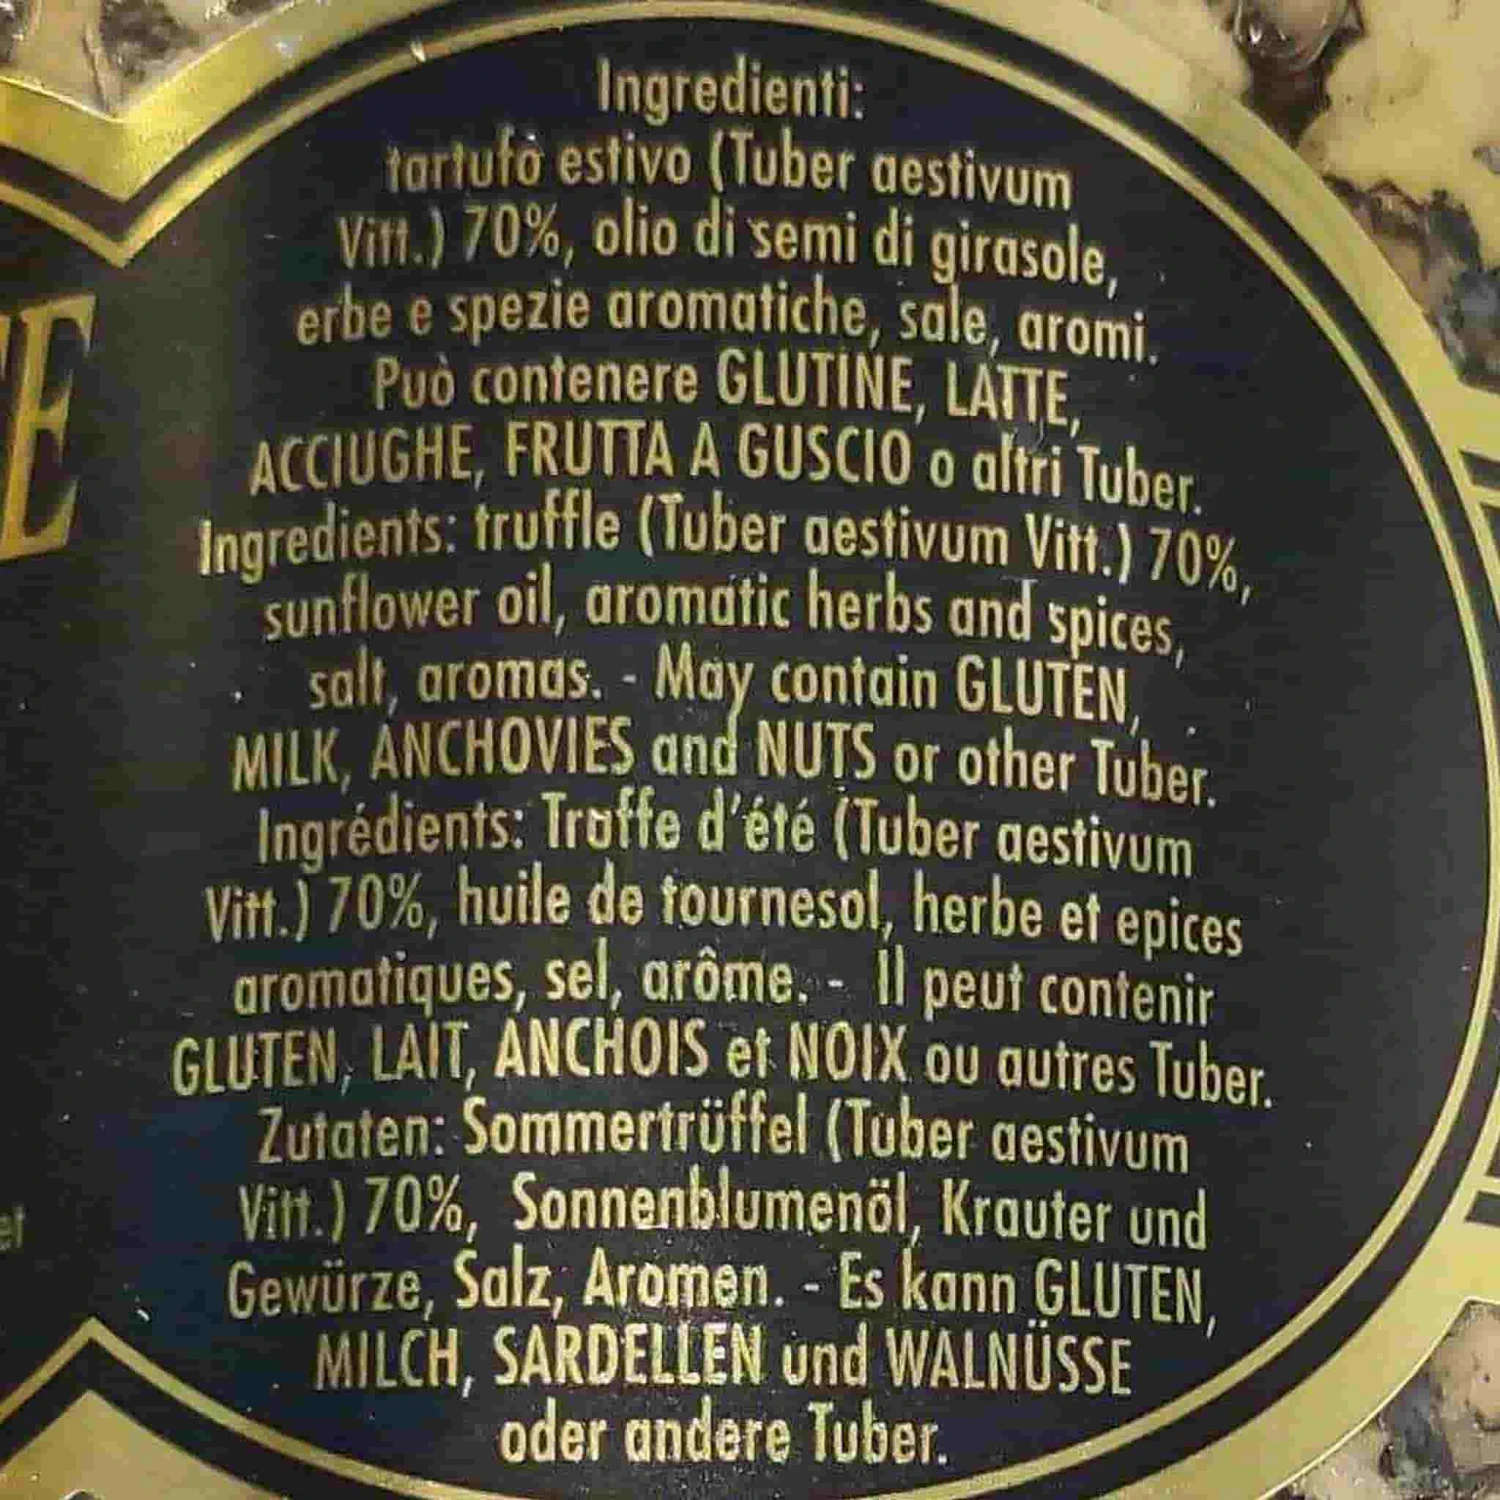 Ingredienti:
tartufo estivo (Tuber aestivum
Vitt.) 70%, olio di semi di girasole,
erbe e spezie aromatiche, sale, aromi.
Può contenere GLUTINE, LATTE,
ACCIUGHE, FRUTTA A GUSCIO o altri Tuber.
Ingredients: truffle (Tuber aestivum Vitt.) 70%,
sunflower oil, aromatic herbs and spices,
salt, aromas. - May contain GLUTEN,
MILK, ANCHOVIES and NUTS or other Tuber.
Ingrédients: Truffe d'été (Tuber aestivum
Vitt.) 70%, huile de tournesol, herbe et epices
aromatiques, sel, arôme. - Il peut contenir
GLUTEN, LAIT, ANCHOIS et NOIX ou autres Tuber.
Zutaten: Sommertrüffel (Tuber aestivum
Vitt.) 70%, Sonnenblumenöl, Krauter und
Gewürze, Salz, Aromen. - Es kann GLUTEN,
MILCH, SARDELLEN und WALNÜSSE
oder andere Tuber.